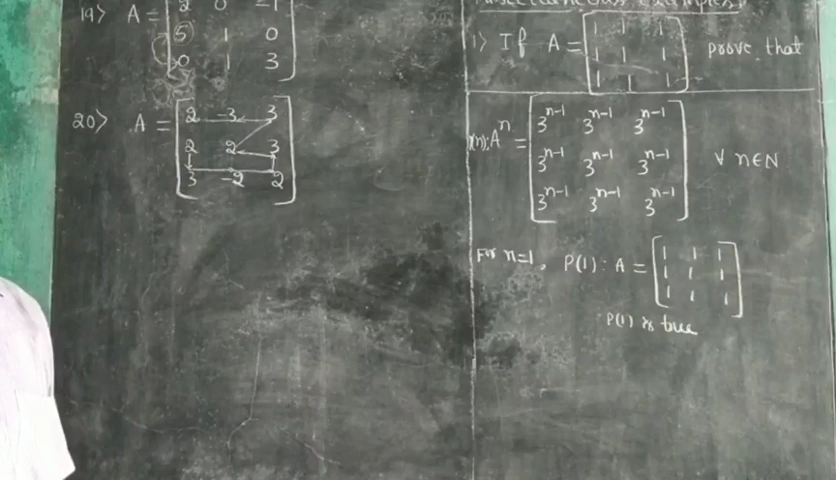 19> A = [2 0 -1
5 1 0
0 1 3]
20> A = [2 -3 3
2 2 3
3 -2 2]
Miscellaneous Examples
1> If A = [1 1 1
1 1 1
1 1 1] prove that
P(n): Aⁿ = [3ⁿ⁻¹ 3ⁿ⁻¹ 3ⁿ⁻¹
3ⁿ⁻¹ 3ⁿ⁻¹ 3ⁿ⁻¹
3ⁿ⁻¹ 3ⁿ⁻¹ 3ⁿ⁻¹] ∀ n∈N
For n=1, P(1): A = [1 1 1
1 1 1
1 1 1]
P(1) is true